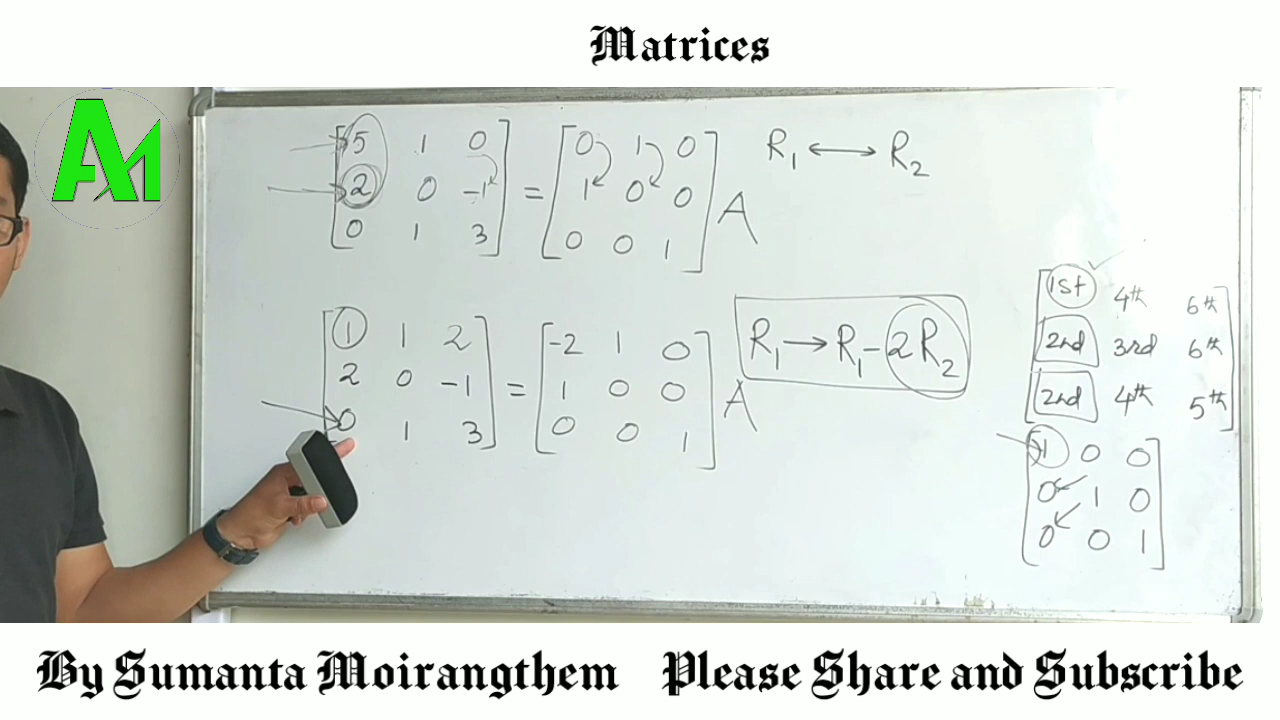 Matrices
AM
[5 1 0] = [0 1 0] R₁ ⟷ R₂
[2 0 -1] [1 0 0] A
[0 1 3] [0 0 1]
[1 1 2] = [-2 1 0] R₁ → R₁ - 2R₂
[2 0 -1] [1 0 0] A
[0 1 3] [0 0 1]
[1st 4th 6th]
[2nd 3rd 6th]
[2nd 4th 5th]
[1 0 0]
[0 1 0]
[0 0 1]
By Sumanta Moirangthem Please Share and Subscribe